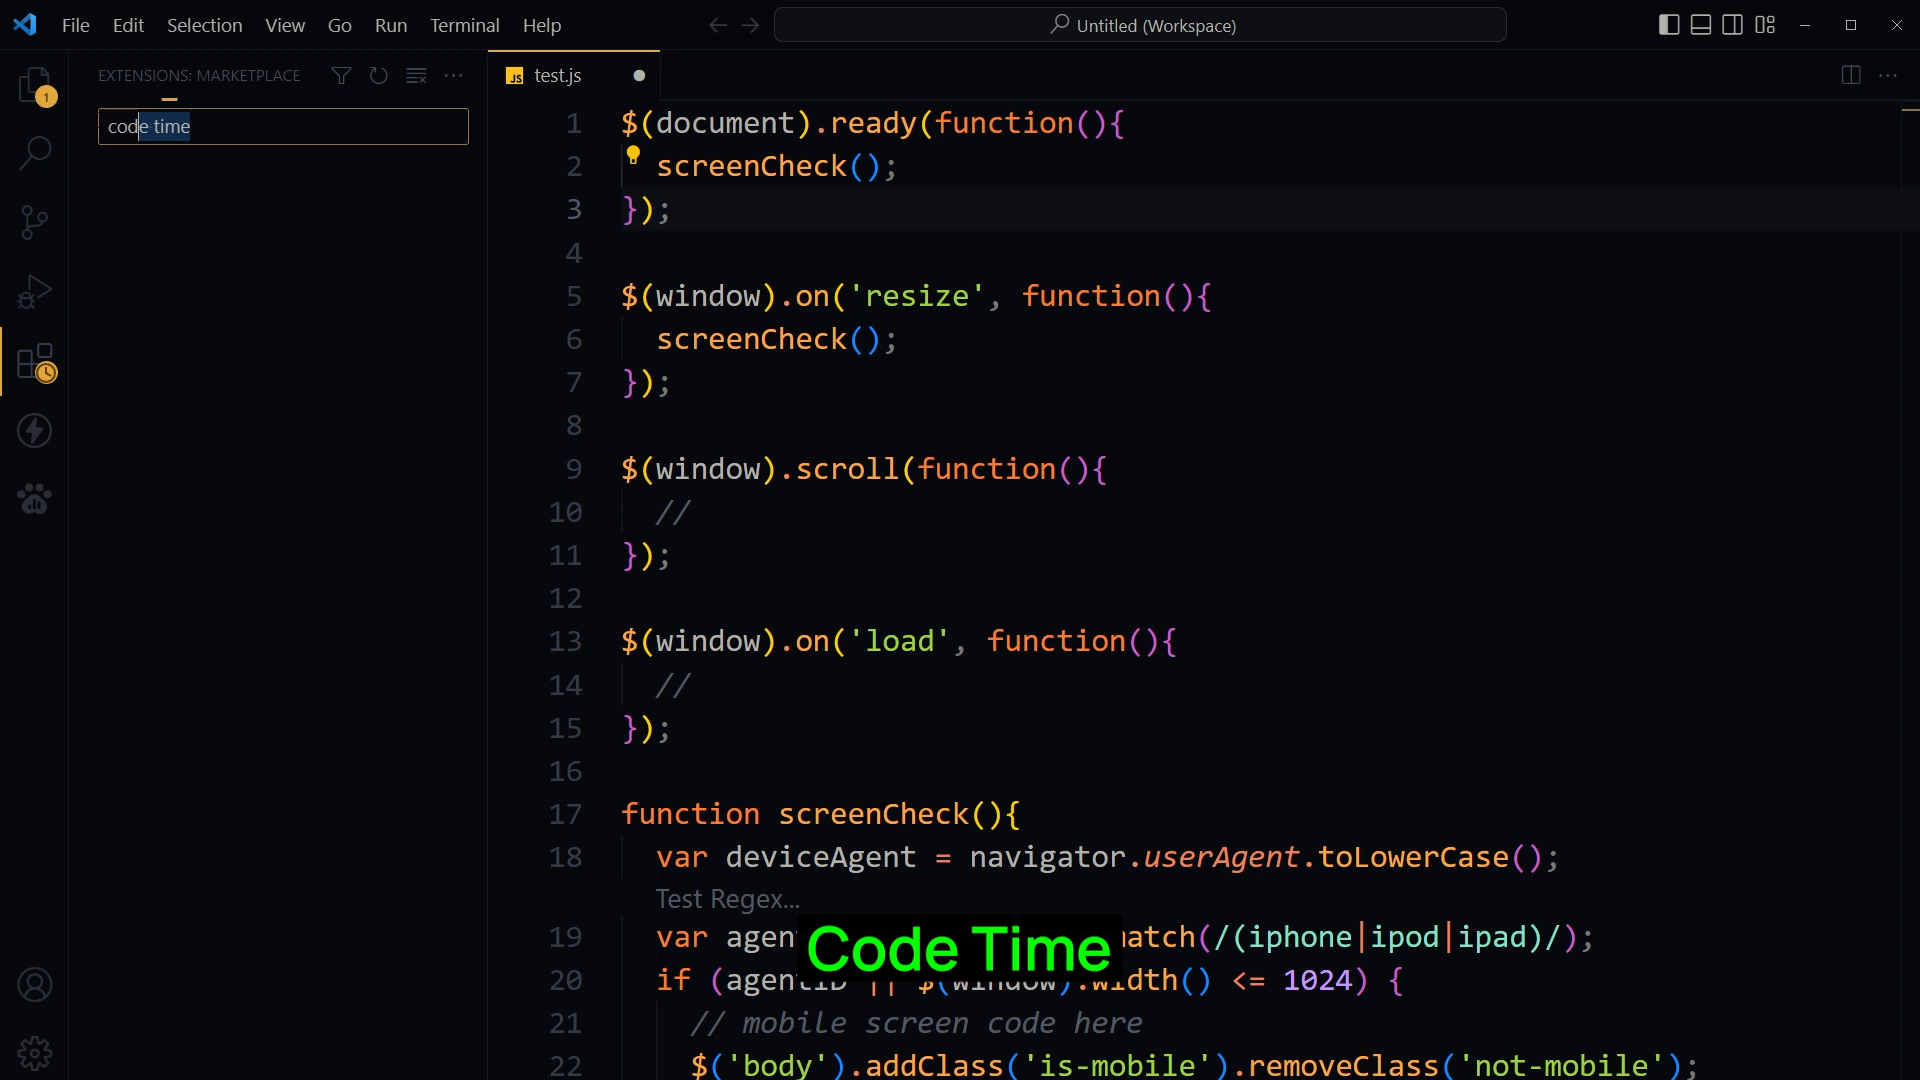 File Edit Selection View Go Run Terminal Help
Untitled (Workspace)
EXTENSIONS: MARKETPLACE
code time
JS test.js
1
1 $(document).ready(function(){
2 screenCheck();
3 });
4
5 $(window).on('resize', function(){
6 screenCheck();
7 });
8
9 $(window).scroll(function(){
10 //
11 });
12
13 $(window).on('load', function(){
14 //
15 });
16
17 function screenCheck(){
18 var deviceAgent = navigator.userAgent.toLowerCase();
Test Regex...
19 var agen atch(/(iphone|ipod|ipad)/);
Code Time
20 if (agentID || $(window).width() <= 1024) {
21 // mobile screen code here
22 $('body').addClass('is-mobile').removeClass('not-mobile');